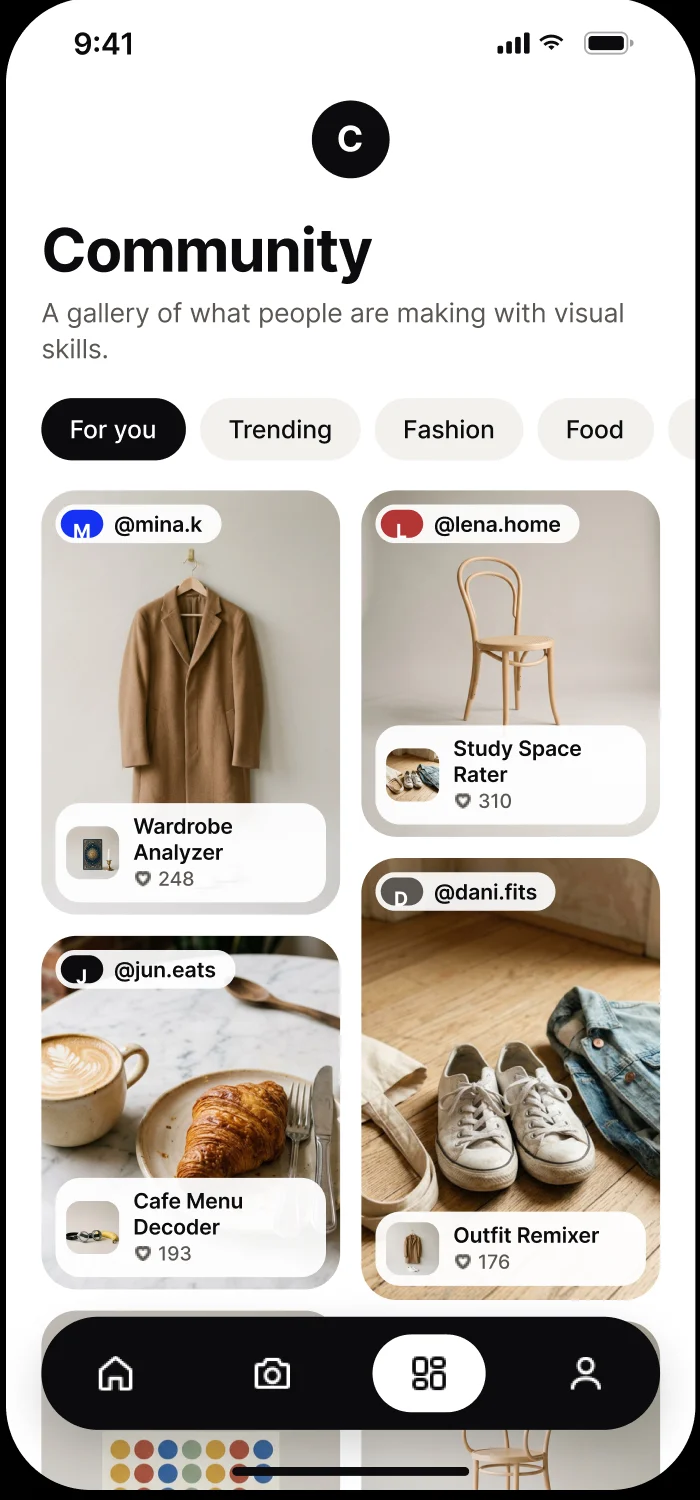 9:41
C
Community
A gallery of what people are making with visual
skills.
For you
Trending
Fashion
Food
M
@mina.k
Wardrobe
Analyzer
248
L
@lena.home
Study Space
Rater
310
J
@jun.eats
Cafe Menu
Decoder
193
D
@dani.fits
Outfit Remixer
176